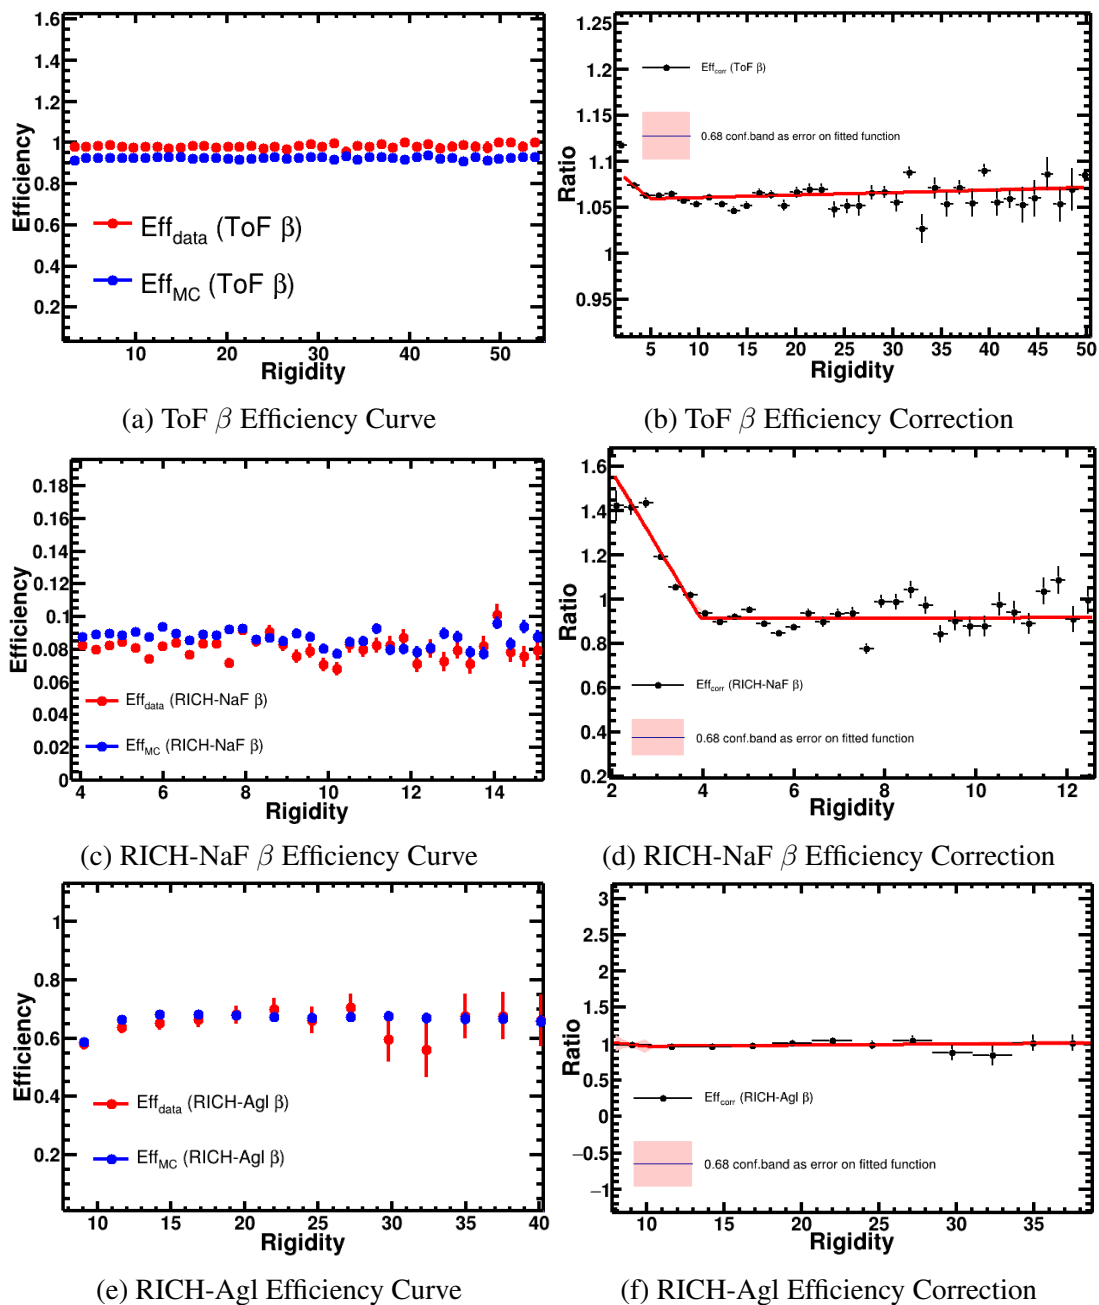 1.6
1.4
1.2
1
0.8
0.6
0.4
0.2
Efficiency
Eff_data (ToF β)
Eff_MC (ToF β)
10 20 30 40 50
Rigidity
(a) ToF β Efficiency Curve
1.25
1.2
1.15
1.1
1.05
1
0.95
Ratio
Eff_corr (ToF β)
0.68 conf.band as error on fitted function
5 10 15 20 25 30 35 40 45 50
Rigidity
(b) ToF β Efficiency Correction
0.18
0.16
0.14
0.12
0.1
0.08
0.06
0.04
0.02
0
Efficiency
Eff_data (RICH-NaF β)
Eff_MC (RICH-NaF β)
4 6 8 10 12 14
Rigidity
(c) RICH-NaF β Efficiency Curve
1.6
1.4
1.2
1
0.8
0.6
0.4
0.2
Ratio
Eff_corr (RICH-NaF β)
0.68 conf.band as error on fitted function
2 4 6 8 10 12
Rigidity
(d) RICH-NaF β Efficiency Correction
1
0.8
0.6
0.4
0.2
Efficiency
Eff_data (RICH-Agl β)
Eff_MC (RICH-Agl β)
10 15 20 25 30 35 40
Rigidity
(e) RICH-Agl Efficiency Curve
3
2.5
2
1.5
1
0.5
0
−0.5
−1
Ratio
Eff_corr (RICH-Agl β)
0.68 conf.band as error on fitted function
10 15 20 25 30 35
Rigidity
(f) RICH-Agl Efficiency Correction